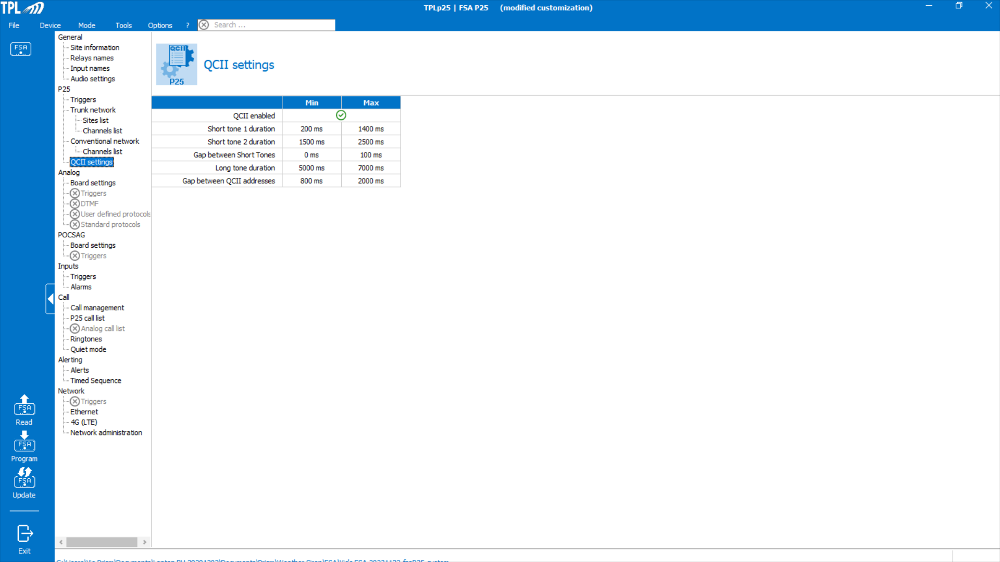 TPL
TPLp25 | FSA P25 (modified customization)
File Device Mode Tools Options ? Search ...
FSA
General
Site information
Relays names
Input names
Audio settings
P25
Triggers
Trunk network
Sites list
Channels list
Conventional network
Channels list
QCII settings
Analog
Board settings
Triggers
DTMF
User defined protocols
Standard protocols
POCSAG
Board settings
Triggers
Inputs
Triggers
Alarms
Call
Call management
P25 call list
Analog call list
Ringtones
Quiet mode
Alerting
Alerts
Timed Sequence
Network
Triggers
Ethernet
4G (LTE)
Network administration
FSA
Read
FSA
Program
FSA
Update
Exit
QCII
P25
QCII settings
Min Max
QCII enabled
Short tone 1 duration 200 ms 1400 ms
Short tone 2 duration 1500 ms 2500 ms
Gap between Short Tones 0 ms 100 ms
Long tone duration 5000 ms 7000 ms
Gap between QCII addresses 800 ms 2000 ms